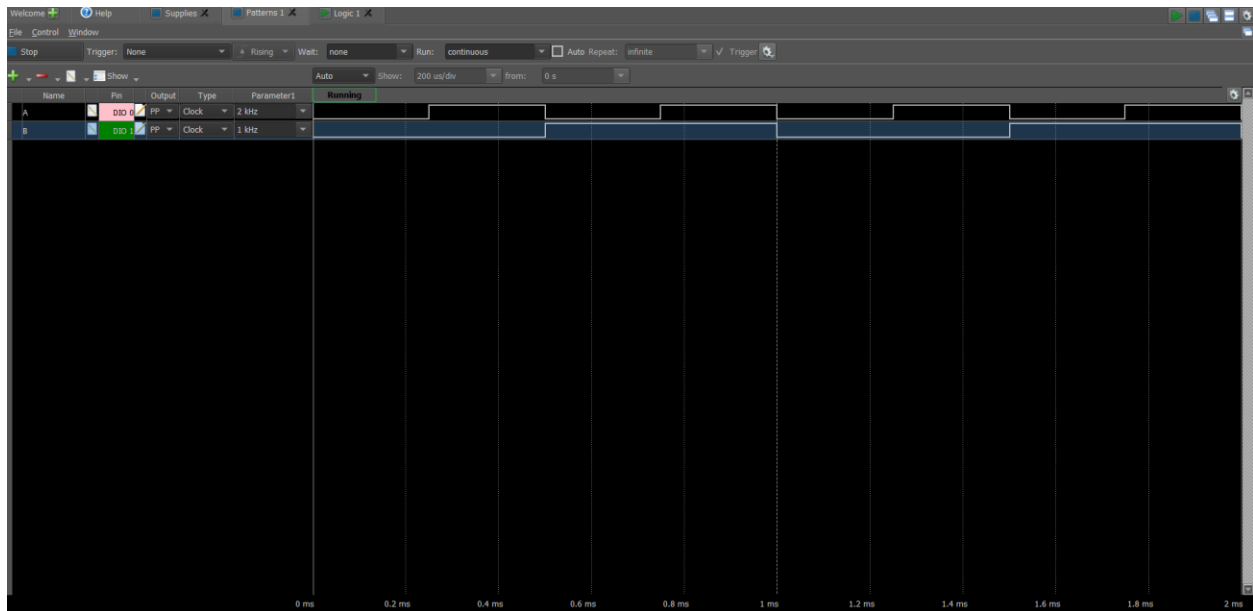 Welcome Help Supplies Patterns 1 Logic 1
File Control Window
Stop Trigger: None Rising Wait: none Run: continuous Auto Repeat: infinite Trigger
Show Auto Show: 200 us/div from: 0 s
Name Pin Output Type Parameter1 Running
A DIO 0 PP Clock 2 kHz
B DIO 1 PP Clock 1 kHz
0 ms 0.2 ms 0.4 ms 0.6 ms 0.8 ms 1 ms 1.2 ms 1.4 ms 1.6 ms 1.8 ms 2 ms